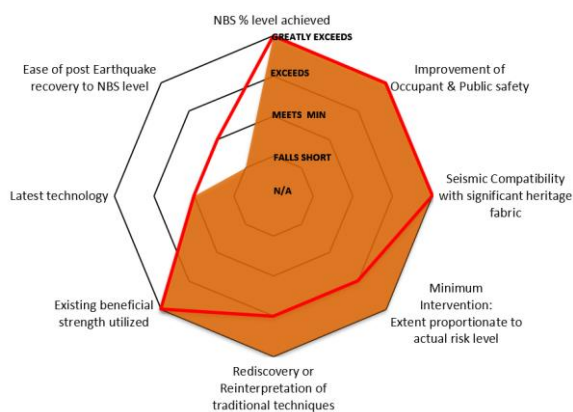 NBS % level achieved
GREATLY EXCEEDS
EXCEEDS
MEETS MIN
FALLS SHORT
N/A
Improvement of
Occupant & Public safety
Seismic Compatibility
with significant heritage
fabric
Minimum
Intervention:
Extent proportionate to
actual risk level
Rediscovery or
Reinterpretation of
traditional techniques
Existing beneficial
strength utilized
Latest technology
Ease of post Earthquake
recovery to NBS level